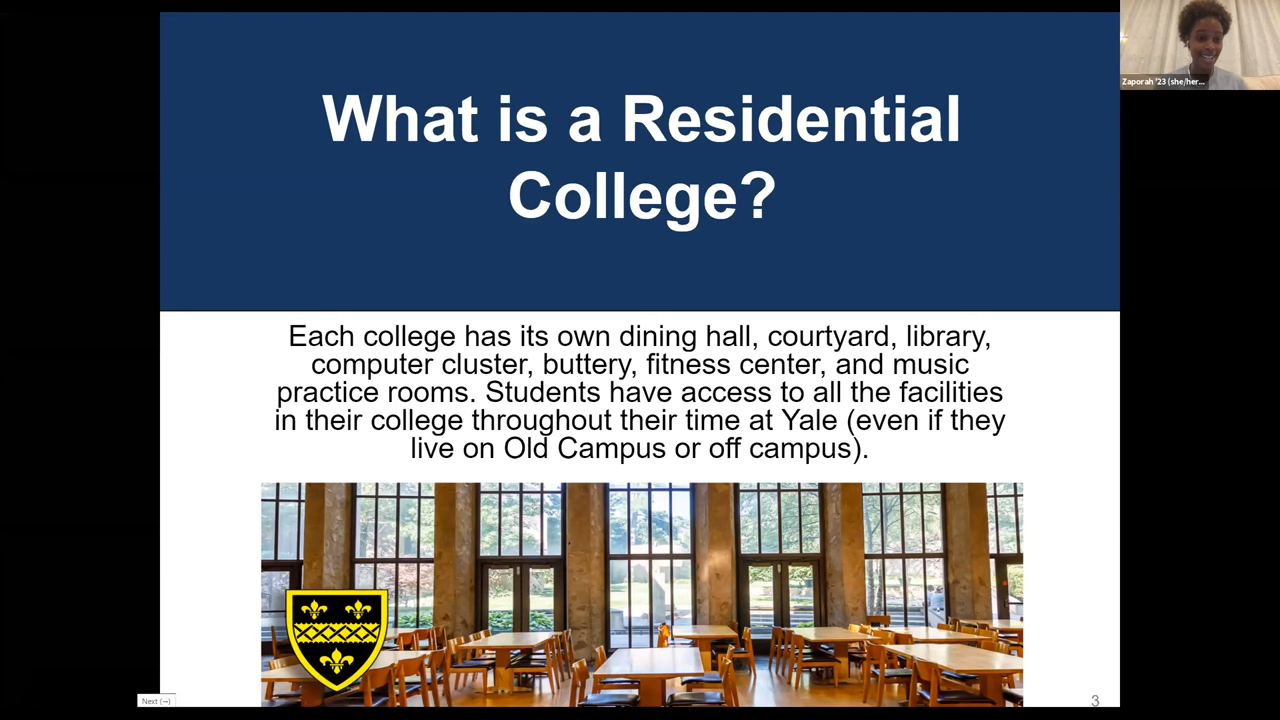 Zaporah '23 (she/her...
What is a Residential
College?
Each college has its own dining hall, courtyard, library,
computer cluster, buttery, fitness center, and music
practice rooms. Students have access to all the facilities
in their college throughout their time at Yale (even if they
live on Old Campus or off campus).
Next (→)
3